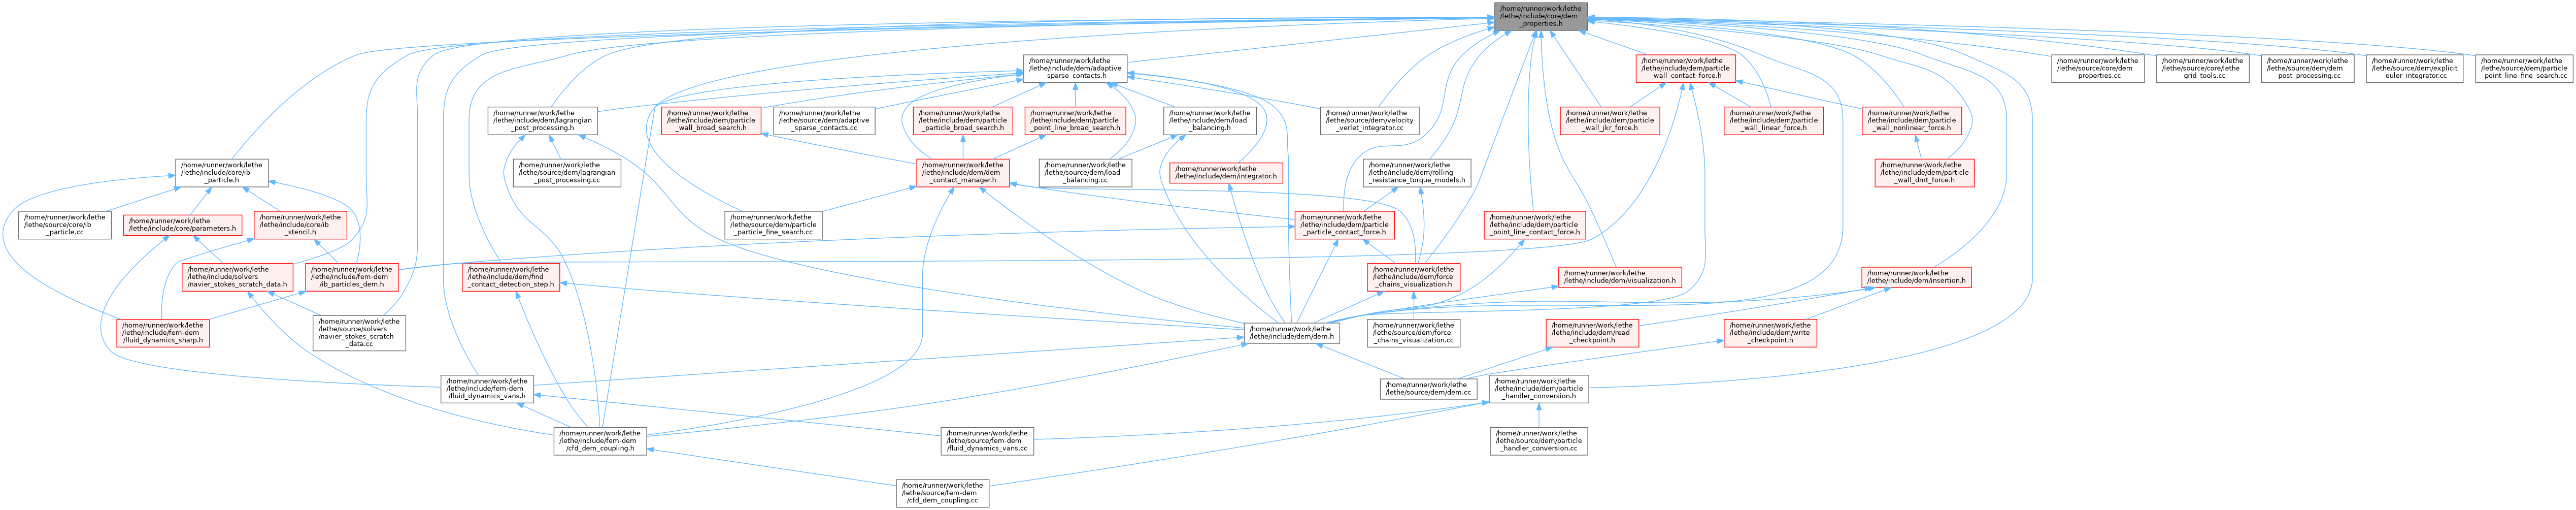 /home/runner/work/lethe
/lethe/include/core/dem
_properties.h
/home/runner/work/lethe
/lethe/include/dem/adaptive
_sparse_contacts.h
/home/runner/work/lethe
/lethe/include/dem/particle
_wall_contact_force.h
/home/runner/work/lethe
/lethe/source/core/dem
_properties.cc
/home/runner/work/lethe
/lethe/source/core/lethe
_grid_tools.cc
/home/runner/work/lethe
/lethe/source/dem/dem
_post_processing.cc
/home/runner/work/lethe
/lethe/source/dem/explicit
_euler_integrator.cc
/home/runner/work/lethe
/lethe/source/dem/particle
_point_line_fine_search.cc
/home/runner/work/lethe
/lethe/include/dem/lagrangian
_post_processing.h
/home/runner/work/lethe
/lethe/include/dem/particle
_wall_broad_search.h
/home/runner/work/lethe
/lethe/source/dem/adaptive
_sparse_contacts.cc
/home/runner/work/lethe
/lethe/include/dem/particle
_particle_broad_search.h
/home/runner/work/lethe
/lethe/include/dem/particle
_point_line_broad_search.h
/home/runner/work/lethe
/lethe/include/dem/load
_balancing.h
/home/runner/work/lethe
/lethe/source/dem/velocity
_verlet_integrator.cc
/home/runner/work/lethe
/lethe/include/dem/particle
_wall_jkr_force.h
/home/runner/work/lethe
/lethe/include/dem/particle
_wall_linear_force.h
/home/runner/work/lethe
/lethe/include/dem/particle
_wall_nonlinear_force.h
/home/runner/work/lethe
/lethe/include/core/ib
_particle.h
/home/runner/work/lethe
/lethe/source/dem/lagrangian
_post_processing.cc
/home/runner/work/lethe
/lethe/include/dem/dem
_contact_manager.h
/home/runner/work/lethe
/lethe/source/dem/load
_balancing.cc
/home/runner/work/lethe
/lethe/include/dem/integrator.h
/home/runner/work/lethe
/lethe/include/dem/rolling
_resistance_torque_models.h
/home/runner/work/lethe
/lethe/include/dem/particle
_wall_dmt_force.h
/home/runner/work/lethe
/lethe/source/core/ib
_particle.cc
/home/runner/work/lethe
/lethe/include/core/parameters.h
/home/runner/work/lethe
/lethe/include/core/ib
_stencil.h
/home/runner/work/lethe
/lethe/source/dem/particle
_particle_fine_search.cc
/home/runner/work/lethe
/lethe/include/dem/particle
_particle_contact_force.h
/home/runner/work/lethe
/lethe/include/dem/particle
_point_line_contact_force.h
/home/runner/work/lethe
/lethe/include/solvers
/navier_stokes_scratch_data.h
/home/runner/work/lethe
/lethe/include/fem-dem
/ib_particles_dem.h
/home/runner/work/lethe
/lethe/include/dem/find
_contact_detection_step.h
/home/runner/work/lethe
/lethe/include/dem/force
_chains_visualization.h
/home/runner/work/lethe
/lethe/include/dem/visualization.h
/home/runner/work/lethe
/lethe/include/dem/insertion.h
/home/runner/work/lethe
/lethe/include/fem-dem
/fluid_dynamics_sharp.h
/home/runner/work/lethe
/lethe/source/solvers
/navier_stokes_scratch
_data.cc
/home/runner/work/lethe
/lethe/include/dem/dem.h
/home/runner/work/lethe
/lethe/source/dem/force
_chains_visualization.cc
/home/runner/work/lethe
/lethe/include/dem/read
_checkpoint.h
/home/runner/work/lethe
/lethe/include/dem/write
_checkpoint.h
/home/runner/work/lethe
/lethe/include/fem-dem
/fluid_dynamics_vans.h
/home/runner/work/lethe
/lethe/source/dem/dem.cc
/home/runner/work/lethe
/lethe/include/dem/particle
_handler_conversion.h
/home/runner/work/lethe
/lethe/include/fem-dem
/cfd_dem_coupling.h
/home/runner/work/lethe
/lethe/source/fem-dem
/fluid_dynamics_vans.cc
/home/runner/work/lethe
/lethe/source/dem/particle
_handler_conversion.cc
/home/runner/work/lethe
/lethe/source/fem-dem
/cfd_dem_coupling.cc